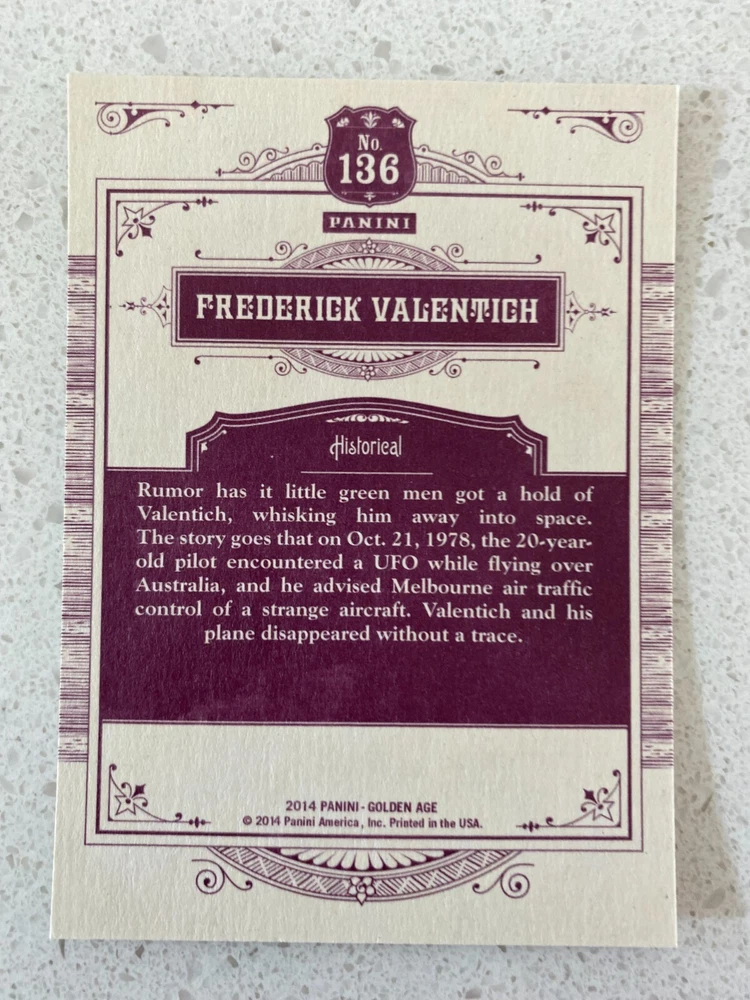 No.
136
PANINI
FREDERICK VALENTICH
Historical
Rumor has it little green men got a hold of
Valentich, whisking him away into space.
The story goes that on Oct. 21, 1978, the 20-year-
old pilot encountered a UFO while flying over
Australia, and he advised Melbourne air traffic
control of a strange aircraft. Valentich and his
plane disappeared without a trace.
2014 PANINI - GOLDEN AGE
© 2014 Panini America, Inc. Printed in the USA.